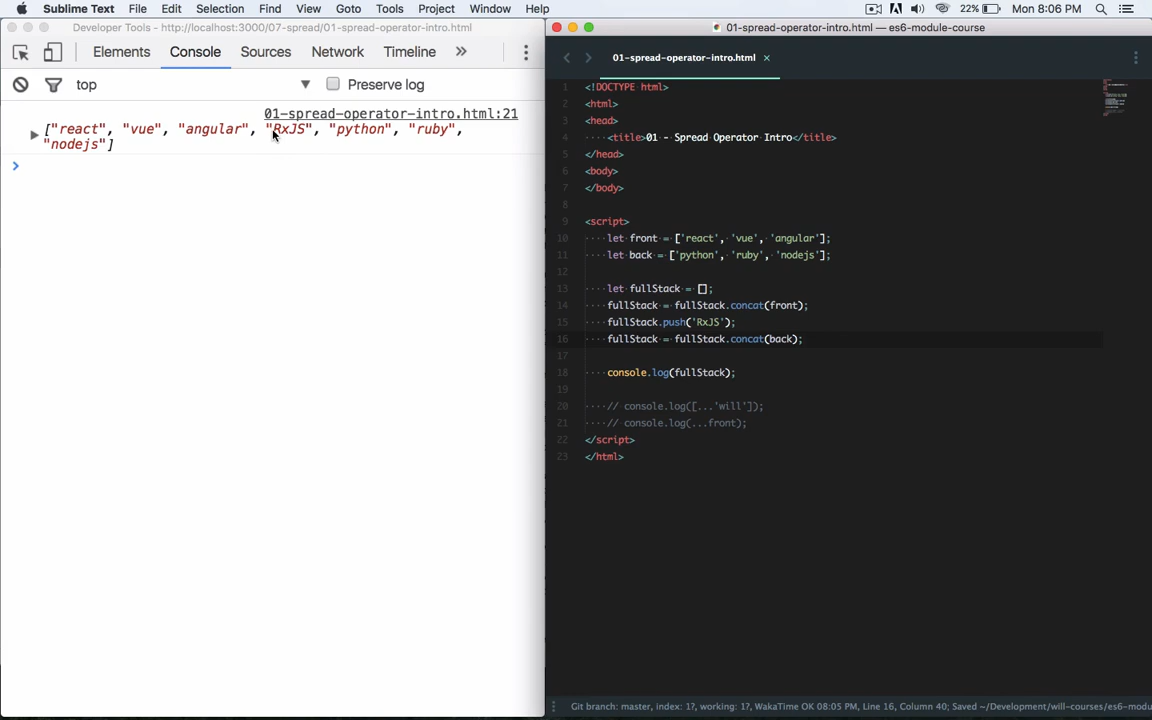 Sublime Text File Edit Selection Find View Goto Tools Project Window Help 22% Mon 8:06 PM
Developer Tools - http://localhost:3000/07-spread/01-spread-operator-intro.html
Elements Console Sources Network Timeline »
top Preserve log
01-spread-operator-intro.html:21
["react", "vue", "angular", "RxJS", "python", "ruby",
"nodejs"]
>
01-spread-operator-intro.html — es6-module-course
01-spread-operator-intro.html ×
1 <!DOCTYPE html>
2 <html>
3 <head>
4 ····<title>01 - Spread Operator Intro</title>
5 </head>
6 <body>
7 </body>
8
9 <script>
10 ····let front = ['react', 'vue', 'angular'];
11 ····let back = ['python', 'ruby', 'nodejs'];
12
13 ····let fullStack = [];
14 ····fullStack = fullStack.concat(front);
15 ····fullStack.push('RxJS');
16 ····fullStack = fullStack.concat(back);
17
18 ····console.log(fullStack);
19
20 ····// console.log([...'will']);
21 ····// console.log(...front);
22 </script>
23 </html>
Git branch: master, index: 1?, working: 1?, WakaTime OK 08:05 PM, Line 16, Column 40; Saved ~/Development/will-courses/es6-modu